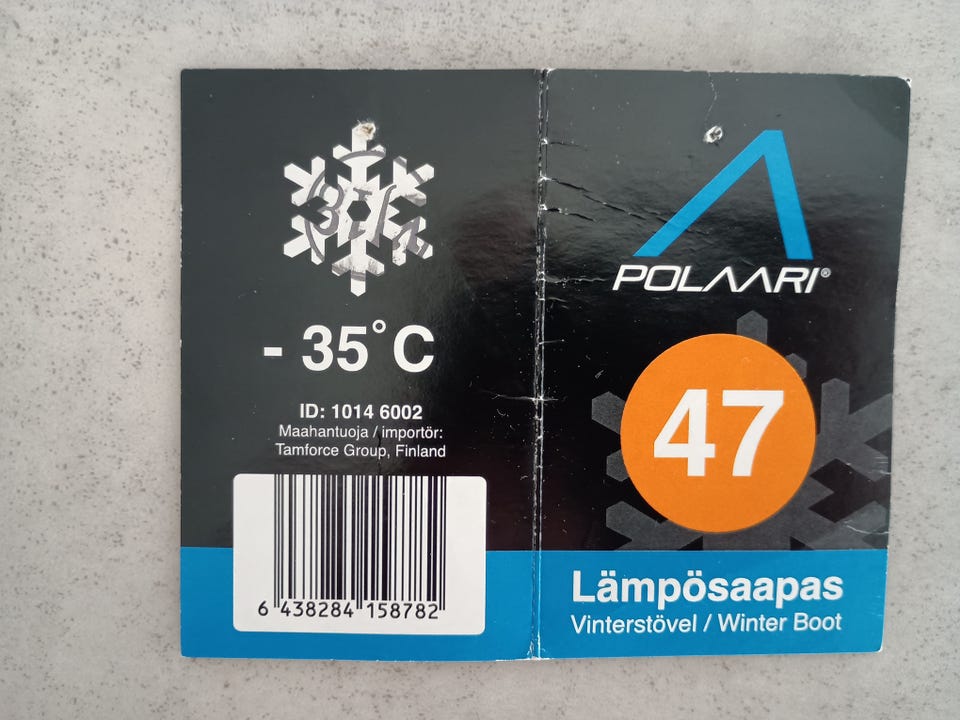 - 35°C
ID: 1014 6002
Maahantuoja / importör:
Tamforce Group, Finland
6 438284 158782
POLAARI®
47
Lämpösaapas
Vinterstövel / Winter Boot